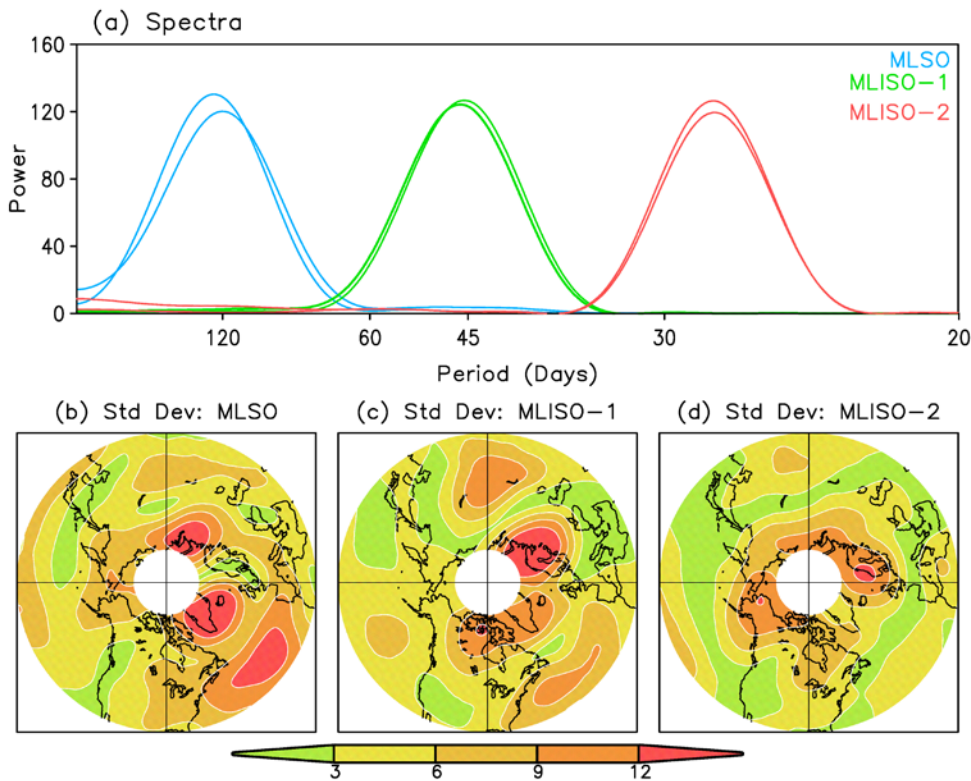 (a) Spectra
160
120
80
40
0
Power
MLSO
MLISO-1
MLISO-2
120 60 45 30 20
Period (Days)
(b) Std Dev: MLSO
(c) Std Dev: MLISO-1
(d) Std Dev: MLISO-2
3 6 9 12